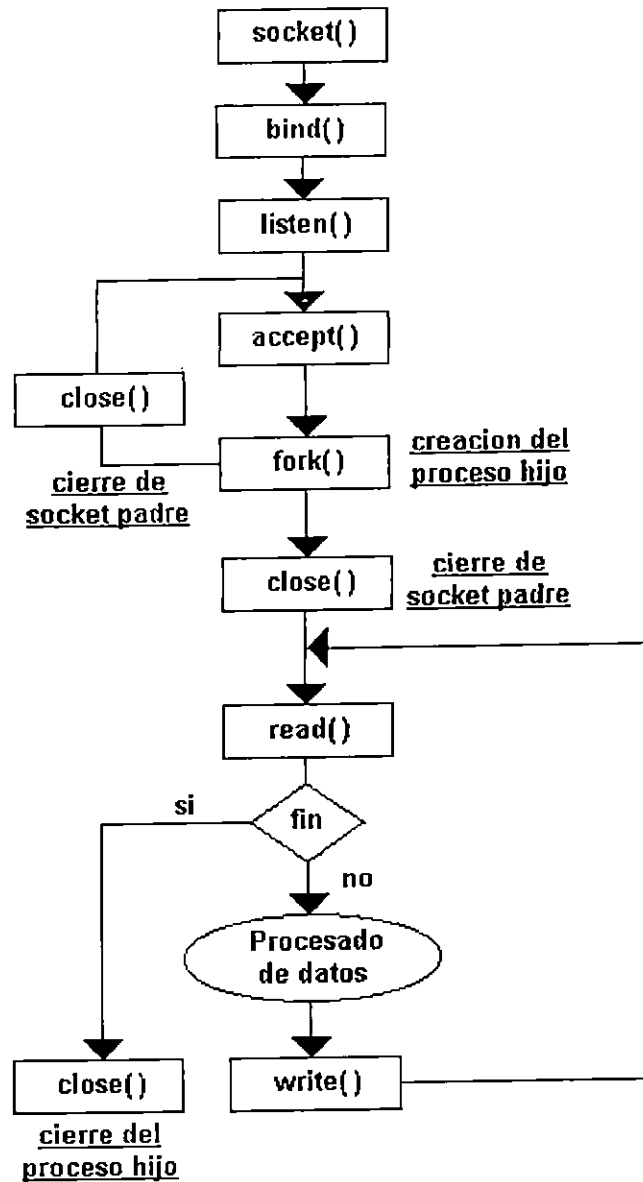 socket()
bind()
listen()
accept()
close()
fork()
creacion del
proceso hijo
cierre de
socket padre
close()
cierre de
socket padre
read()
si
fin
no
Procesado
de datos
close()
write()
cierre del
proceso hijo